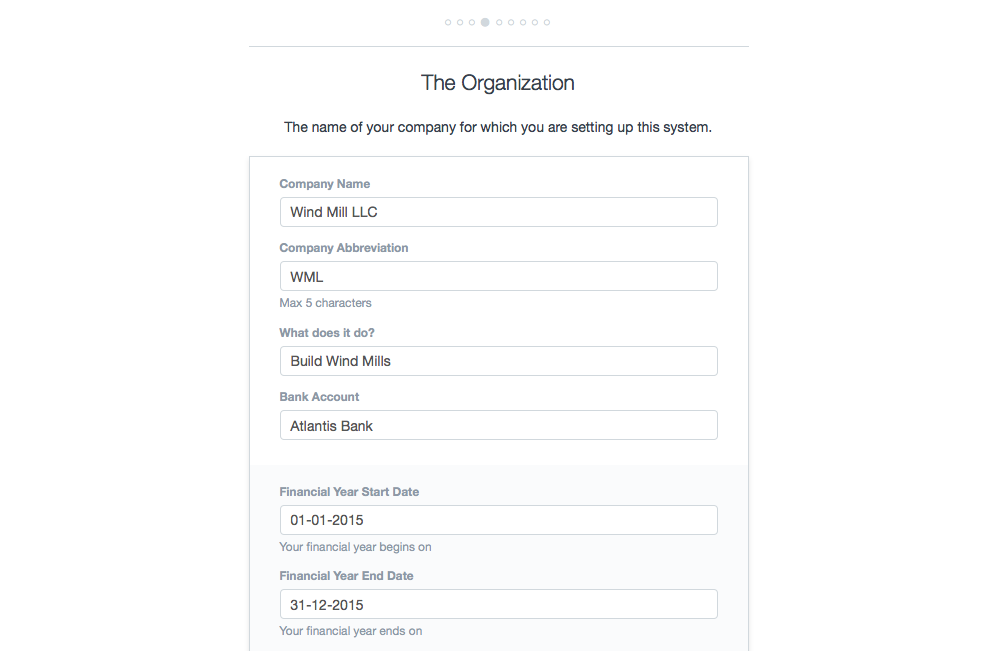 The Organization
The name of your company for which you are setting up this system.
Company Name
Wind Mill LLC
Company Abbreviation
WML
Max 5 characters
What does it do?
Build Wind Mills
Bank Account
Atlantis Bank
Financial Year Start Date
01-01-2015
Your financial year begins on
Financial Year End Date
31-12-2015
Your financial year ends on